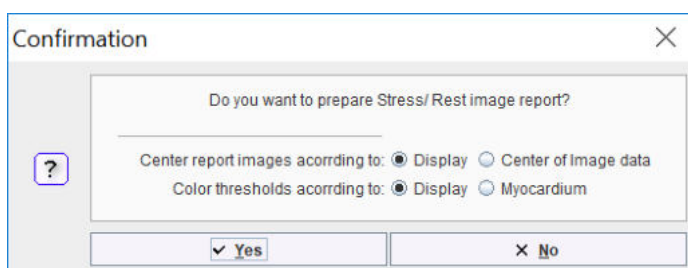 Confirmation
Do you want to prepare Stress/ Rest image report?
?
Center report images acorrding to: Display Center of Image data
Color thresholds acorrding to: Display Myocardium
Yes No